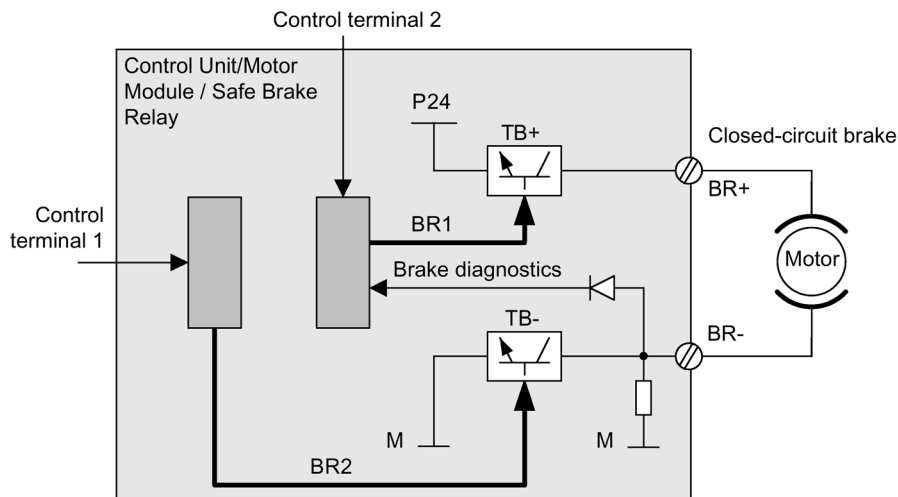 Control terminal 2
Control Unit/Motor
Module / Safe Brake
Relay
P24
TB+
Closed-circuit brake
BR+
Control
terminal 1
BR1
Motor
Brake diagnostics
TB-
BR-
M
M
BR2